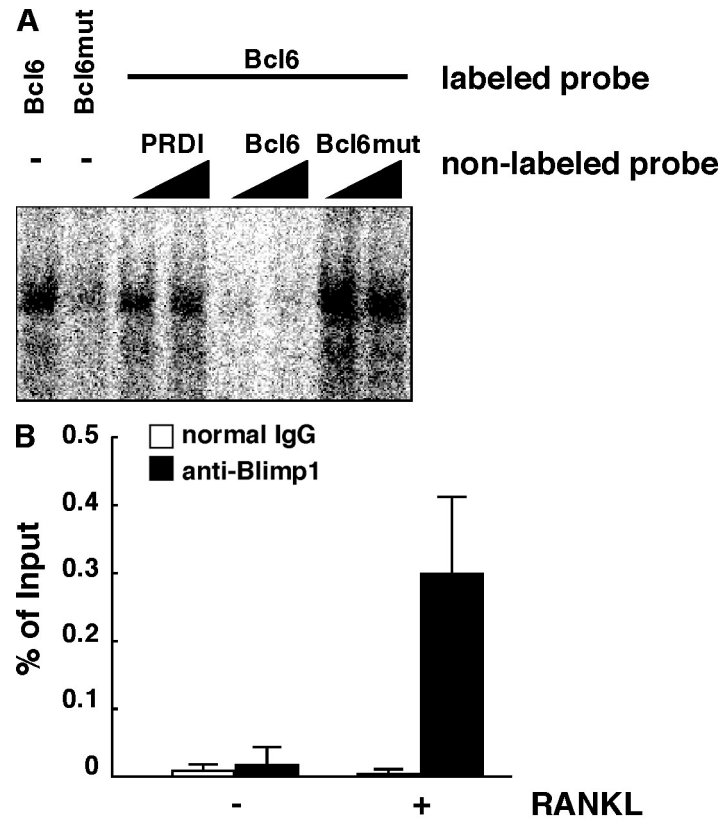 A
Bcl6
Bcl6mut
Bcl6
labeled probe
- - PRDI Bcl6 Bcl6mut
non-labeled probe
B
0.5
normal IgG
anti-Blimp1
0.4
0.3
0.2
0.1
0
% of Input
- + RANKL